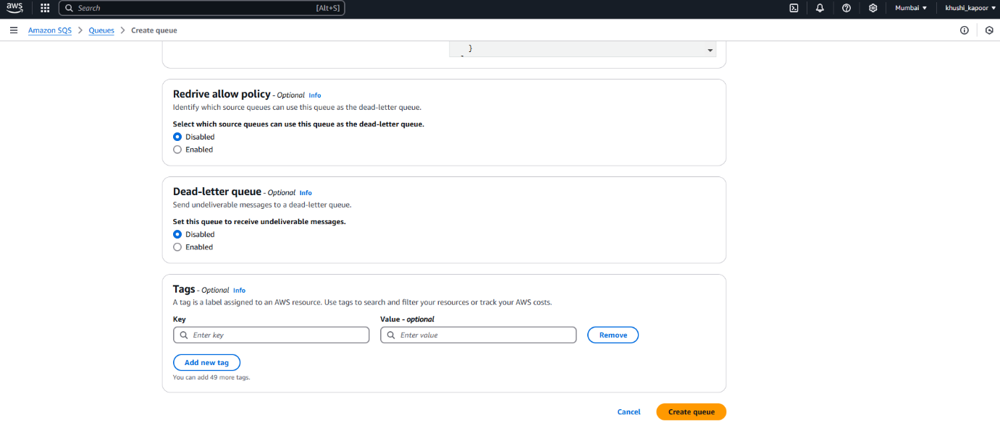 aws Search [Alt+S] Mumbai khushi_kapoor
Amazon SQS Queues Create queue
}
Redrive allow policy - Optional Info
Identify which source queues can use this queue as the dead-letter queue.
Select which source queues can use this queue as the dead-letter queue.
Disabled
Enabled
Dead-letter queue - Optional Info
Send undeliverable messages to a dead-letter queue.
Set this queue to receive undeliverable messages.
Disabled
Enabled
Tags - Optional Info
A tag is a label assigned to an AWS resource. Use tags to search and filter your resources or track your AWS costs.
Key Value - optional
Enter key Enter value Remove
Add new tag
You can add 49 more tags.
Cancel Create queue